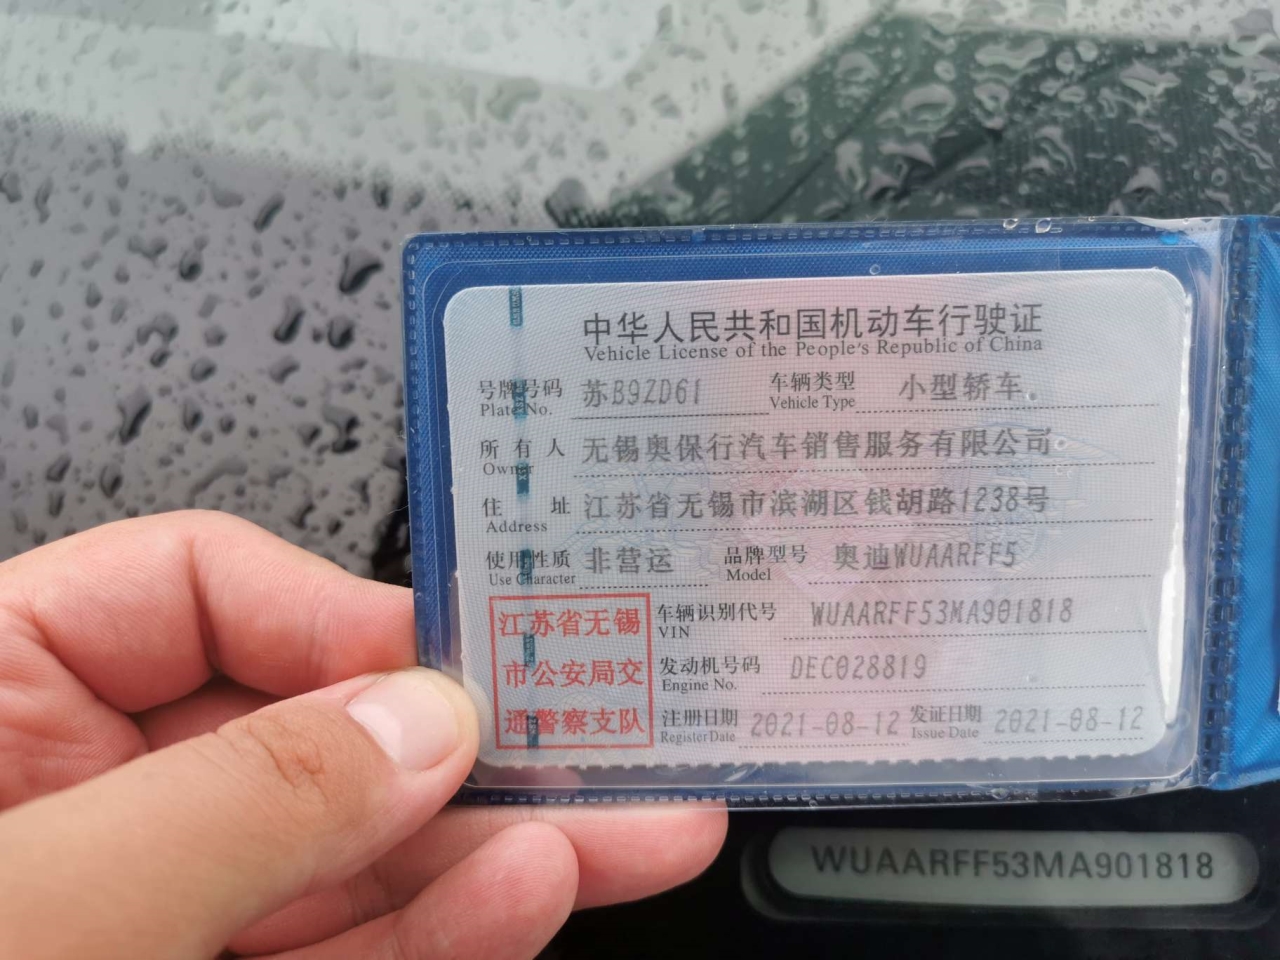 中华人民共和国机动车行驶证
Vehicle License of the People's Republic of China
号牌号码 苏B9ZD61 车辆类型 小型轿车
Plate No. Vehicle Type
所有人 无锡奥保行汽车销售服务有限公司
Owner
住址 江苏省无锡市滨湖区钱胡路1238号
Address
使用性质 非营运 品牌型号 奥迪WUAARFF5
Use Character Model
江苏省无锡
市公安局交
通警察支队
车辆识别代号 WUAARFF53MA901818
VIN
发动机号码 DEC028819
Engine No.
注册日期 2021-08-12 发证日期 2021-08-12
Register Date Issue Date
WUAARFF53MA901818